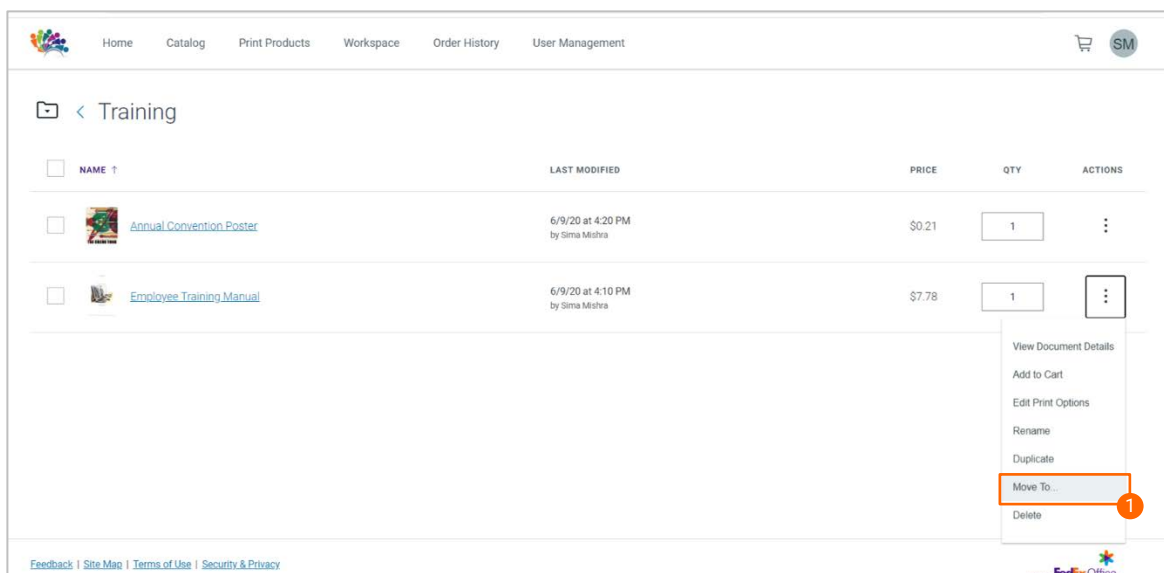 Home Catalog Print Products Workspace Order History User Management SM
< Training
NAME ↑ LAST MODIFIED PRICE QTY ACTIONS
Annual Convention Poster 6/9/20 at 4:20 PM $0.21 1
by Sima Mishra
Employee Training Manual 6/9/20 at 4:10 PM $7.78 1
by Sima Mishra
View Document Details
Add to Cart
Edit Print Options
Rename
Duplicate
Move To...
1
Delete
Feedback | Site Map | Terms of Use | Security & Privacy
FedEx Office